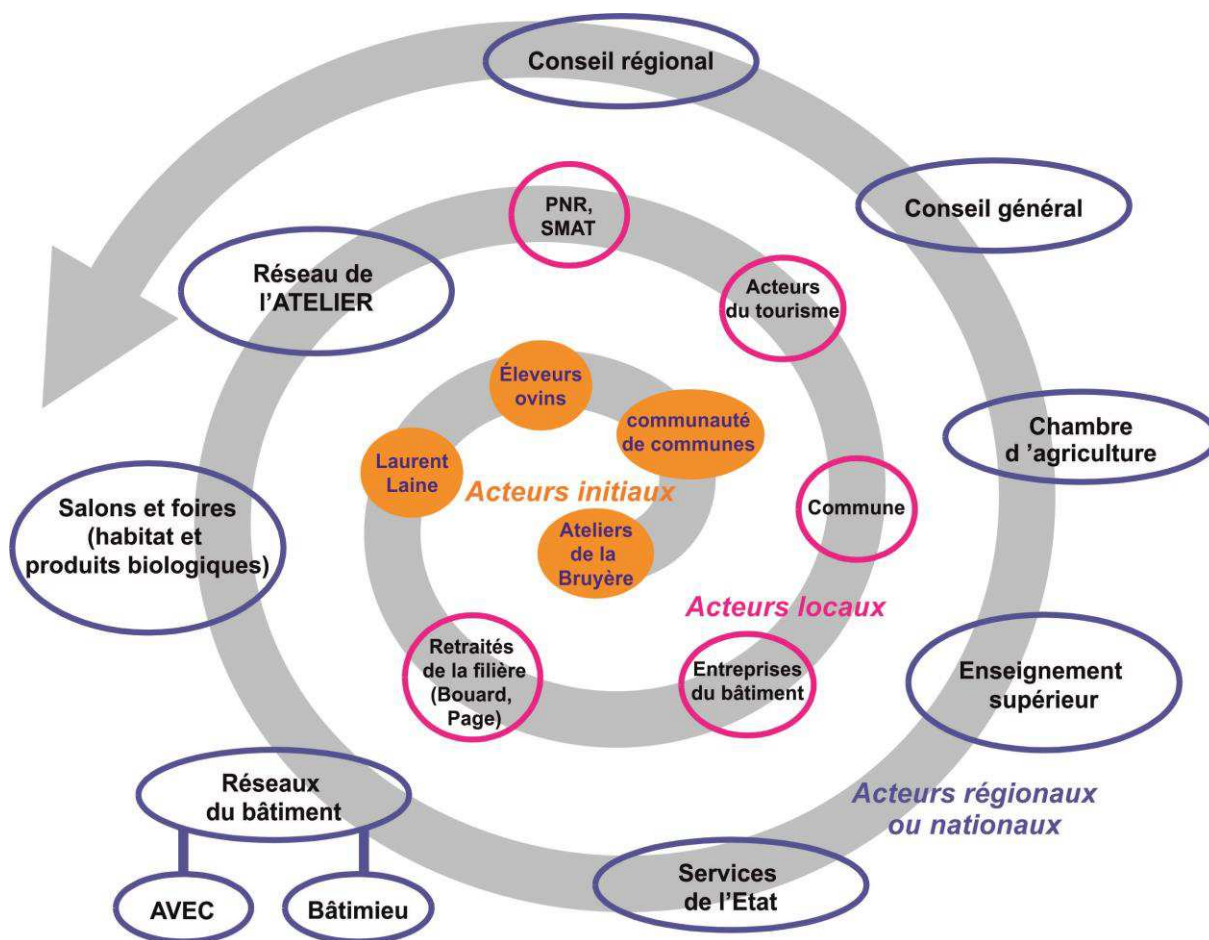 Conseil régional
Conseil général
PNR,
SMAT
Réseau de
l'ATELIER
Acteurs
du tourisme
Éleveurs
ovins
communauté
de communes
Laurent
Laine
Acteurs initiaux
Chambre
d 'agriculture
Salons et foires
(habitat et
produits biologiques)
Commune
Ateliers
de la
Bruyère
Acteurs locaux
Retraités
de la filière
(Bouard,
Page)
Entreprises
du bâtiment
Enseignement
supérieur
Réseaux
du bâtiment
Acteurs régionaux
ou nationaux
Services
de l'Etat
AVEC
Bâtimieu